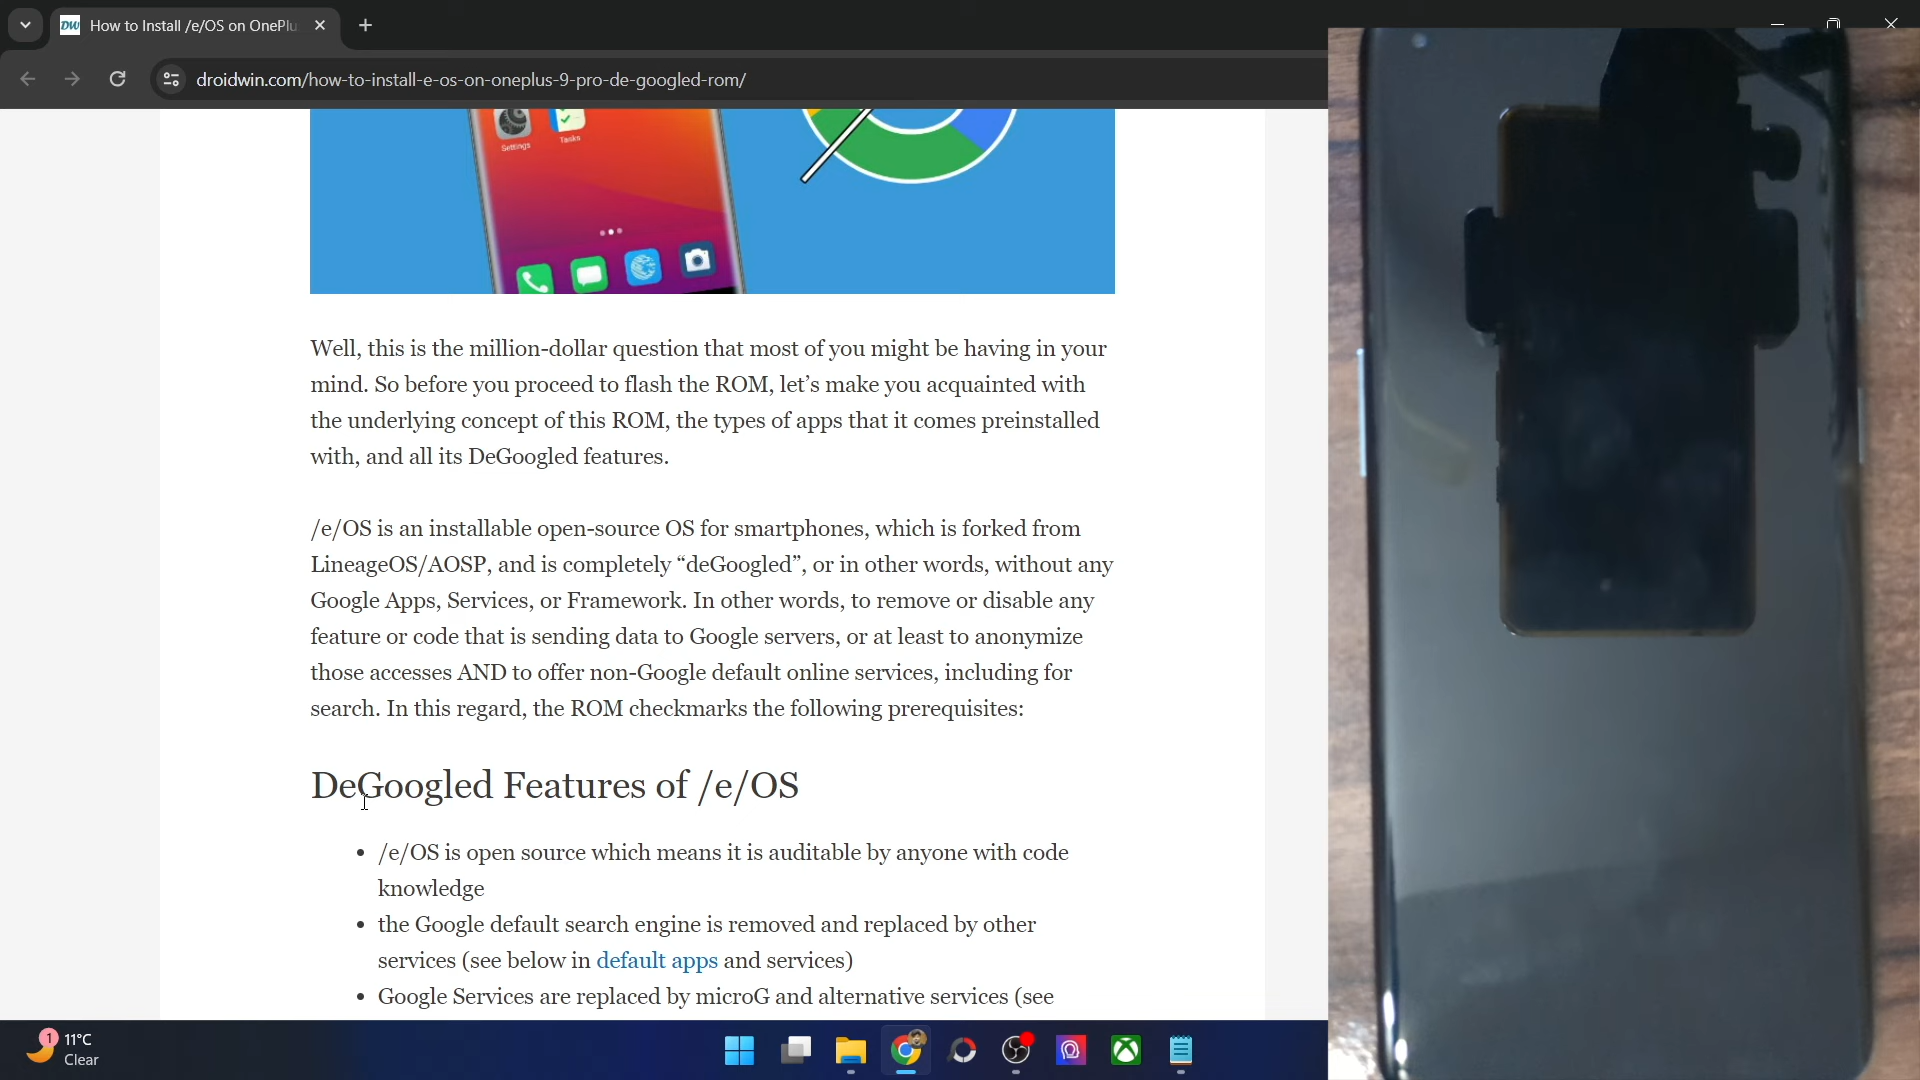 DW How to Install /e/OS on OnePlu
droidwin.com/how-to-install-e-os-on-oneplus-9-pro-de-googled-rom/
Settings
Tasks
Well, this is the million-dollar question that most of you might be having in your
mind. So before you proceed to flash the ROM, let’s make you acquainted with
the underlying concept of this ROM, the types of apps that it comes preinstalled
with, and all its DeGoogled features.
/e/OS is an installable open-source OS for smartphones, which is forked from
LineageOS/AOSP, and is completely “deGoogled”, or in other words, without any
Google Apps, Services, or Framework. In other words, to remove or disable any
feature or code that is sending data to Google servers, or at least to anonymize
those accesses AND to offer non-Google default online services, including for
search. In this regard, the ROM checkmarks the following prerequisites:
DeGoogled Features of /e/OS
• /e/OS is open source which means it is auditable by anyone with code
knowledge
• the Google default search engine is removed and replaced by other
services (see below in default apps and services)
• Google Services are replaced by microG and alternative services (see
1
11°C
Clear